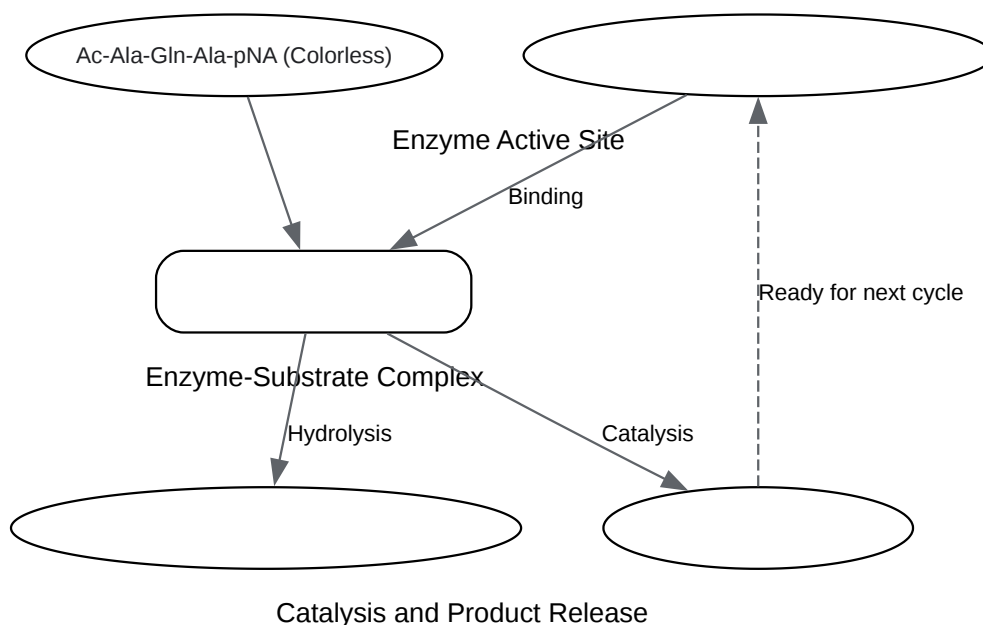 Ac-Ala-Gln-Ala-pNA (Colorless)
Enzyme Active Site
Binding
Ready for next cycle
Enzyme-Substrate Complex
Hydrolysis
Catalysis
Catalysis and Product Release